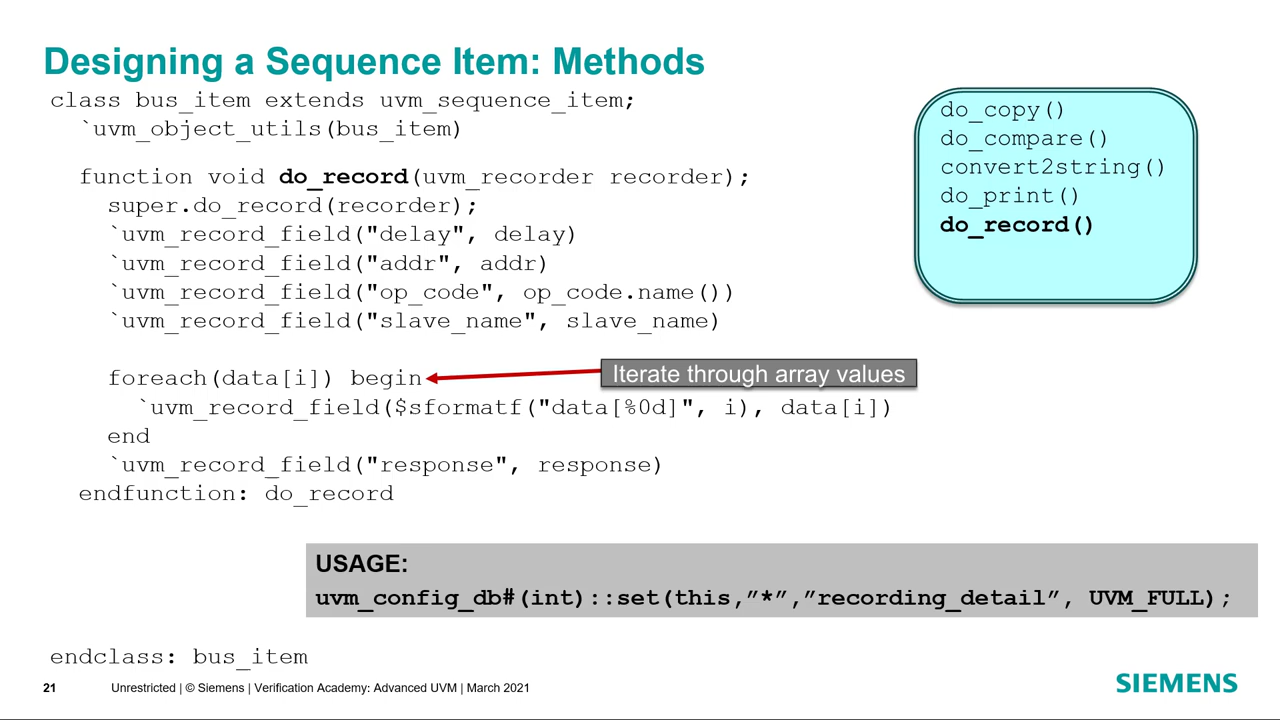 Designing a Sequence Item: Methods
class bus_item extends uvm_sequence_item;
`uvm_object_utils(bus_item)
function void do_record(uvm_recorder recorder);
super.do_record(recorder);
`uvm_record_field("delay", delay)
`uvm_record_field("addr", addr)
`uvm_record_field("op_code", op_code.name())
`uvm_record_field("slave_name", slave_name)
foreach(data[i]) begin
Iterate through array values
`uvm_record_field($sformatf("data[%0d]", i), data[i])
end
`uvm_record_field("response", response)
endfunction: do_record
do_copy()
do_compare()
convert2string()
do_print()
do_record()
USAGE:
uvm_config_db#(int)::set(this,”*”,”recording_detail”, UVM_FULL);
endclass: bus_item
21 Unrestricted | © Siemens | Verification Academy: Advanced UVM | March 2021
SIEMENS